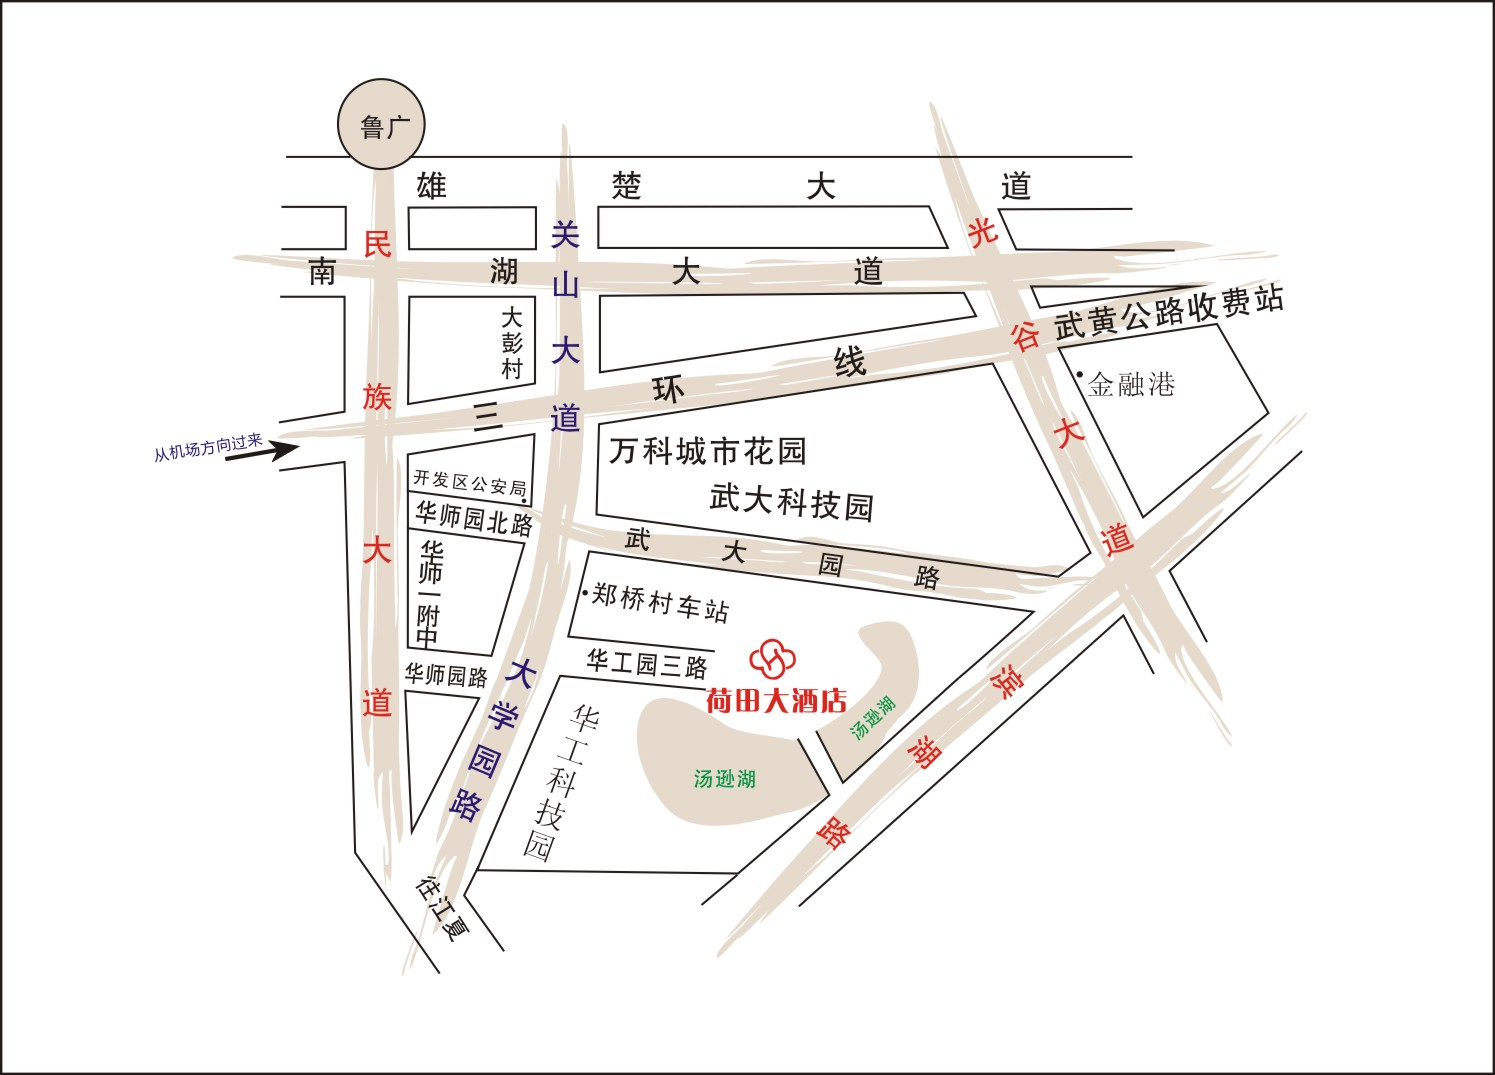 鲁广
雄楚大道
民族大道
关山大道
光谷大道
南湖大道
大彭村
三环线
武黄公路收费站
金融港
从机场方向过来
万科城市花园
开发区公安局
武大科技园
华师园北路
武大园路
华师一附中
郑桥村车站
华工园三路
华师园路
大学园路
荷田大酒店
汤逊湖
汤逊湖
华工科技园
滨湖路
往江夏